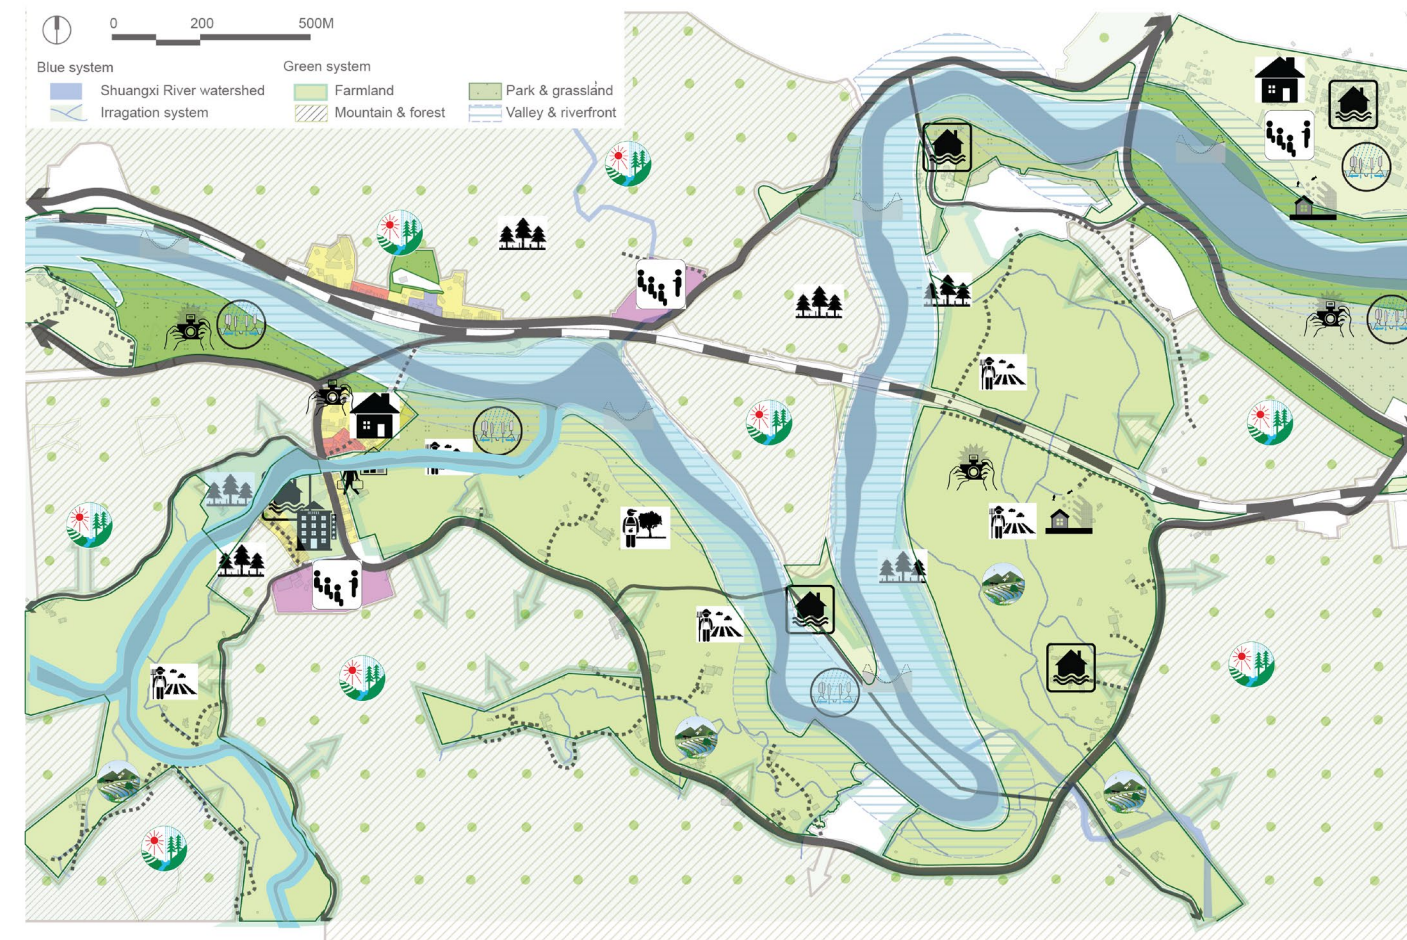 0 200 500M
Blue system Green system
Shuangxi River watershed Farmland Park & grassland
Irragation system Mountain & forest Valley & riverfront